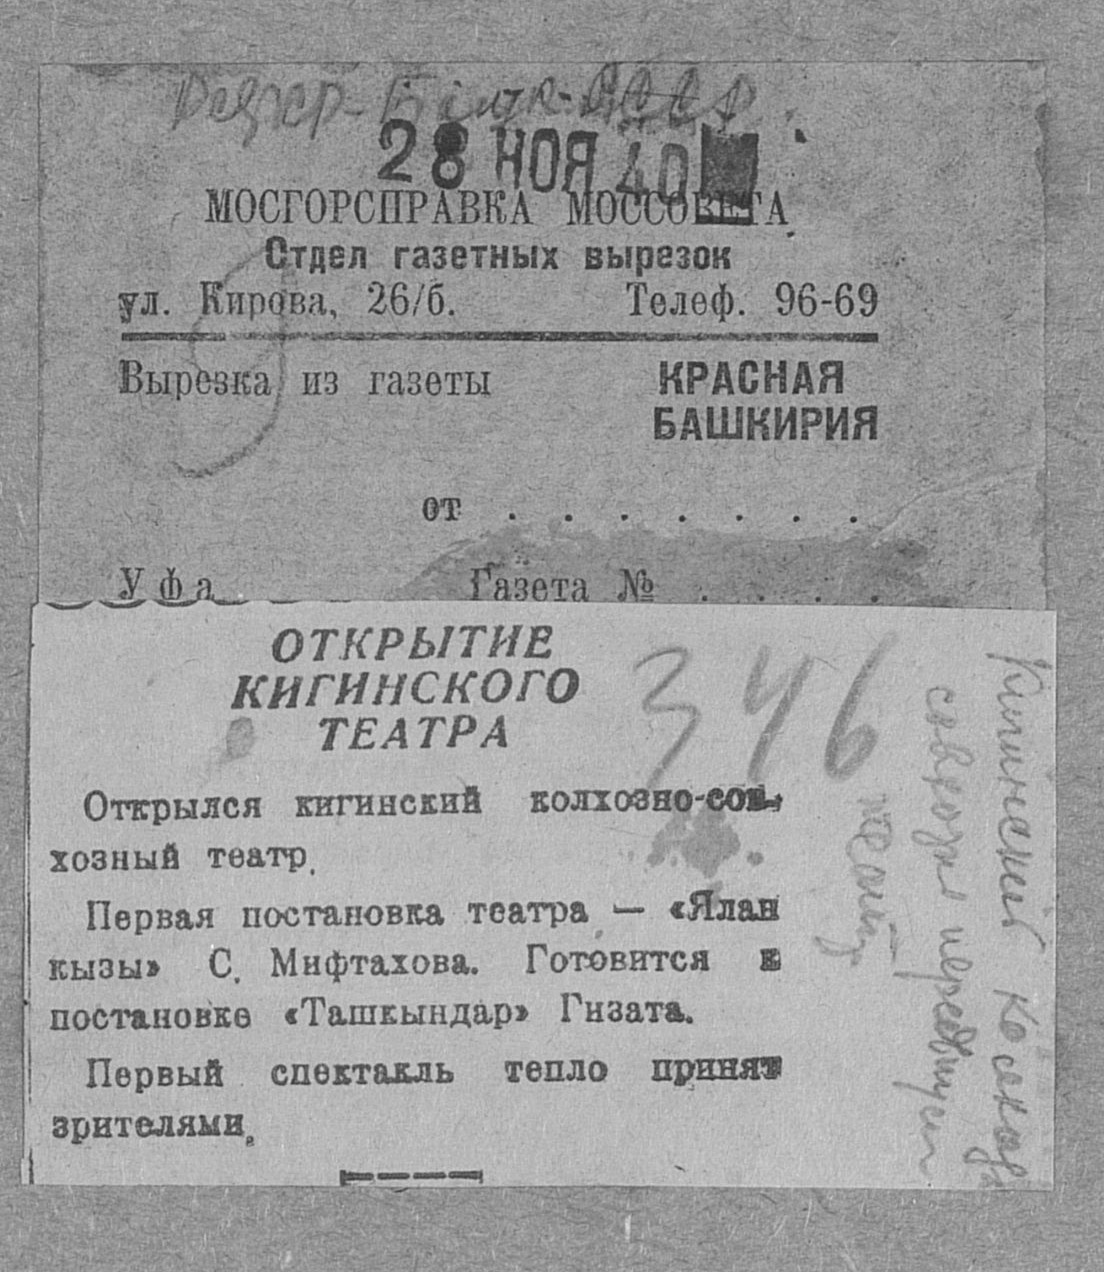 28 НОЯ 40
МОСГОРСПРАВКА МОССОВЕТА
Отдел газетных вырезок
ул. Кирова, 26/б. Телеф. 96-69
Вырезка из газеты КРАСНАЯ
БАШКИРИЯ
от . . . . . . .
Уфа Газета № . . . .
ОТКРЫТИЕ
КИГИНСКОГО
ТЕАТРА
346
Открылся кигинский колхозно-сов-
хозный театр.
Первая постановка театра — «Ялан
кызы» С. Мифтахова. Готовится к
постановке «Ташкындар» Гизата.
Первый спектакль тепло принят
зрителями.
Кигинский